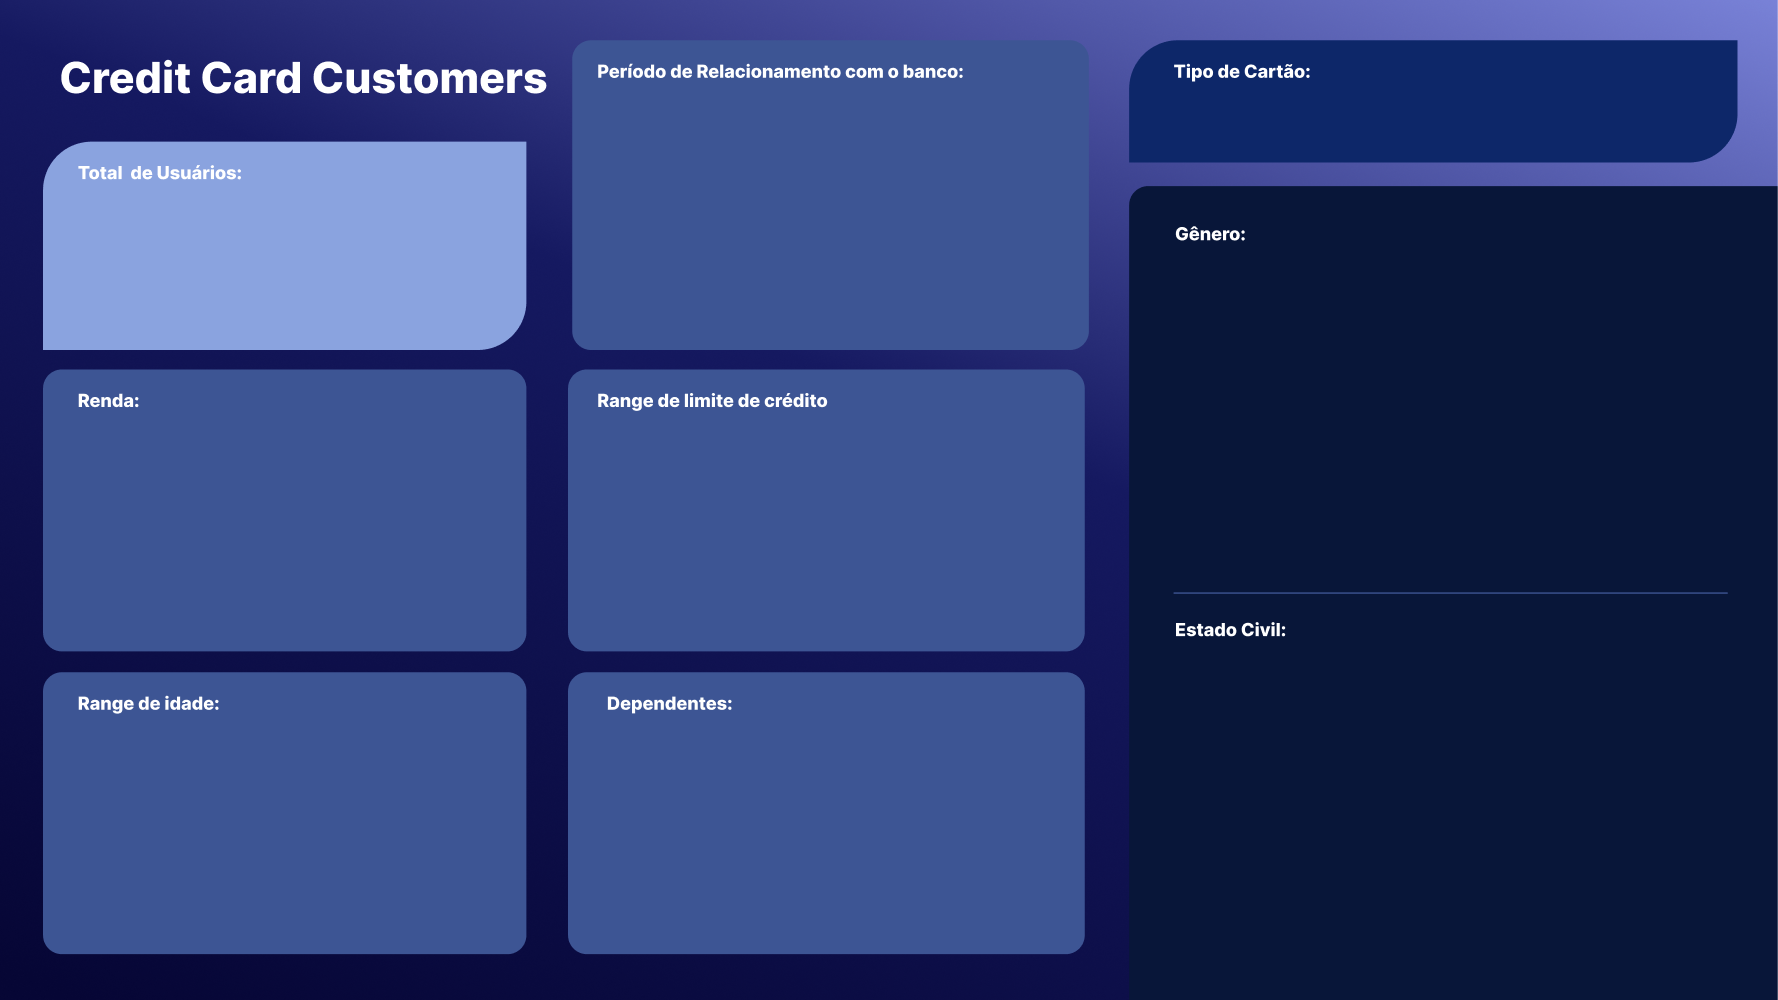 Credit Card Customers
Total  de Usuários:
Renda:
Range de idade:
Período de Relacionamento com o banco:
Range de limite de crédito
Dependentes:
Tipo de Cartão:
Gênero:
Estado Civil: